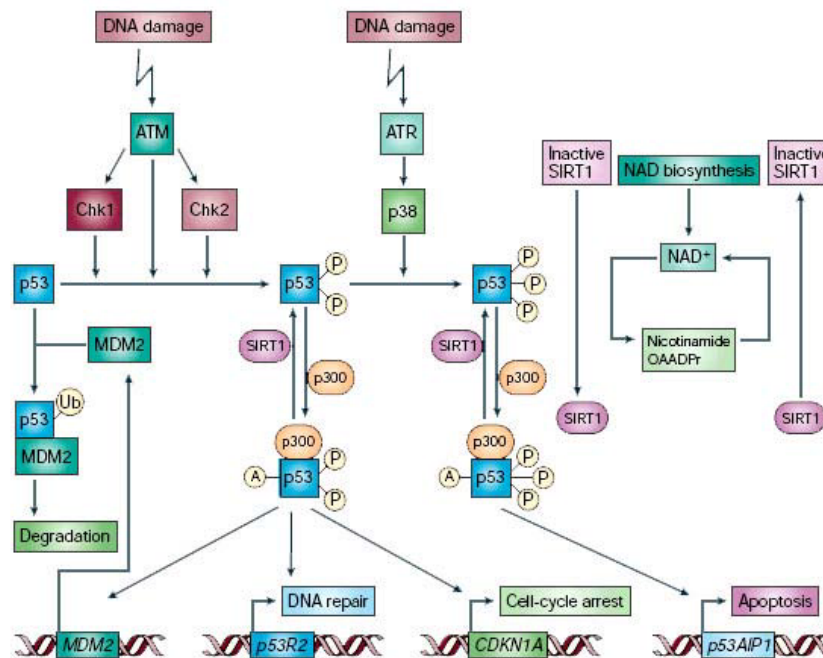 DNA damage
DNA damage
ATM
ATR
Inactive
SIRT1
NAD biosynthesis
Inactive
SIRT1
Chk1
Chk2
p38
NAD+
p53
p53
P
P
p53
P
P
P
MDM2
SIRT1
p300
SIRT1
p300
Nicotinamide
OAADPr
p53
Ub
MDM2
p300
A
p53
P
P
p300
A
p53
P
P
P
SIRT1
SIRT1
Degradation
DNA repair
Cell-cycle arrest
Apoptosis
MDM2
p53R2
CDKN1A
p53AIP1